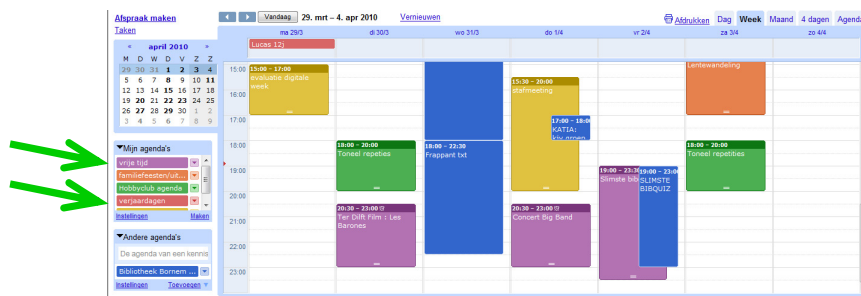 Afspraak maken
Taken
Vandaag 29. mrt – 4. apr 2010 Vernieuwen
Afdrukken Dag Week Maand 4 dagen Agenda
« april 2010 »
M D W D V Z Z
29 30 31 1 2 3 4
5 6 7 8 9 10 11
12 13 14 15 16 17 18
19 20 21 22 23 24 25
26 27 28 29 30 1 2
3 4 5 6 7 8 9
Mijn agenda's
vrije tijd
familiefeesten/uit...
Hobbyclub agenda
verjaardagen
Instellingen Maken
Andere agenda's
De agenda van een kennis
Bibliotheek Bornem ...
Instellingen Toevoegen
ma 29/3 di 30/3 wo 31/3 do 1/4 vr 2/4 za 3/4 zo 4/4
Lucas 12j
15:00
16:00
17:00
18:00
19:00
20:00
21:00
22:00
23:00
15:00 – 17:00
evaluatie digitale
week
18:00 – 20:00
Toneel repeties
20:30 – 23:00
Ter Dilft Film : Les
Barones
18:00 – 22:30
Frappant txt
15:30 – 20:00
stafmeeting
17:00 – 18:00
KATIA:
kjv groep
20:30 – 23:00
Concert Big Band
19:00 – 23:30
Slimste bib
19:00 – 23:00
SLIMSTE
BIBQUIZ
Lentewandeling
18:00 – 20:00
Toneel repetities